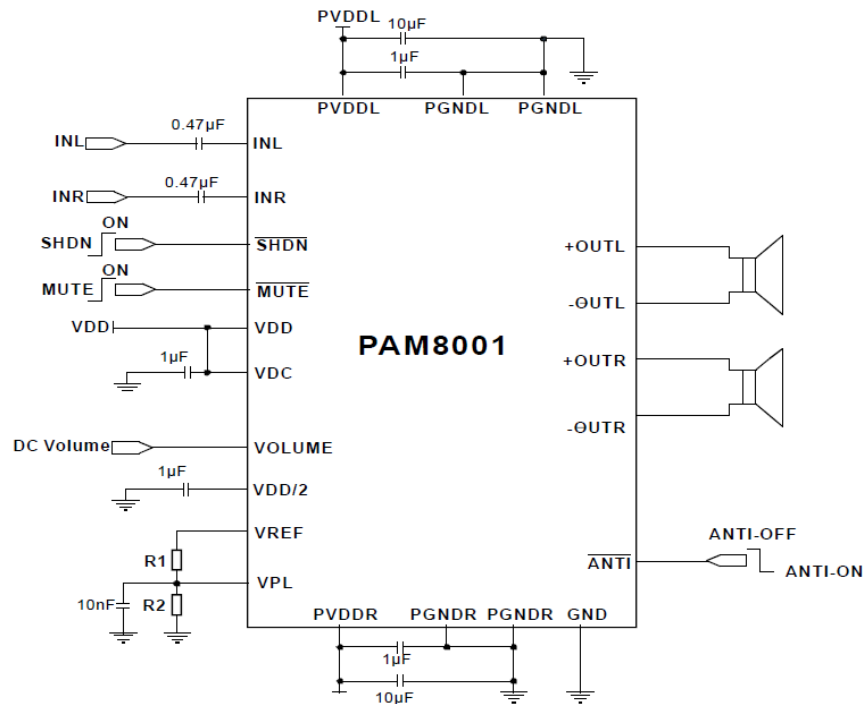 PVDDL
10µF
1µF
PVDDL PGNDL PGNDL
0.47µF
INL INL
0.47µF
INR INR
ON
SHDN SHDN
ON
MUTE MUTE
VDD VDD
1µF
VDC
+OUTL
-OUTL
PAM8001
+OUTR
-OUTR
DC Volume VOLUME
1µF
VDD/2
VREF
R1
VPL
10nF R2
ANTI-OFF
ANTI
ANTI-ON
PVDDR PGNDR PGNDR GND
1µF
10µF